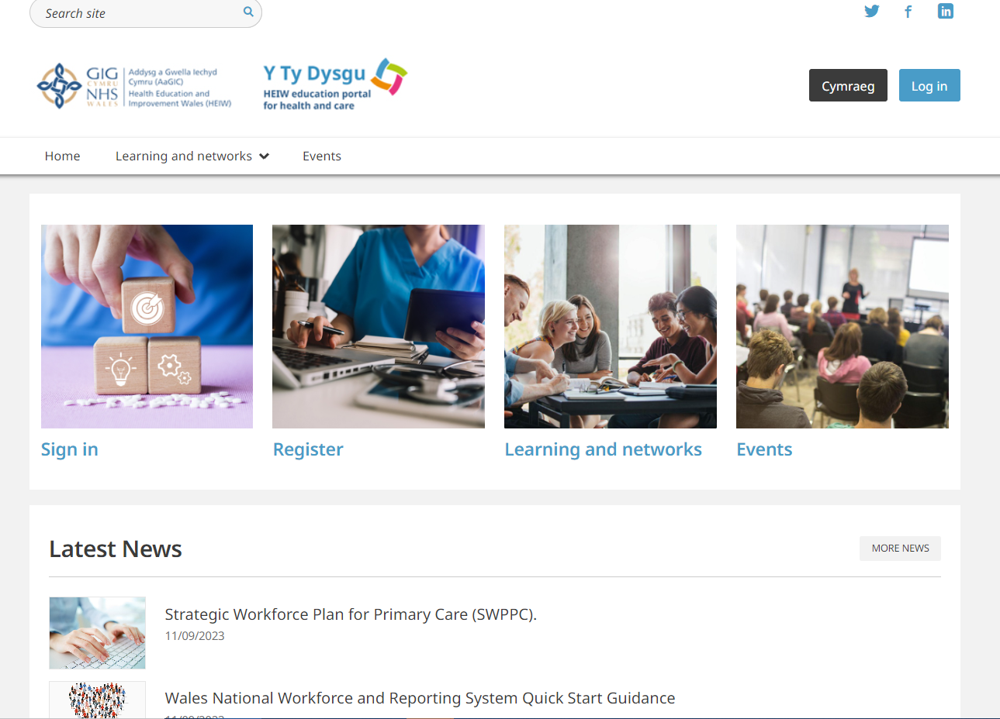 Search site
GIG
CYMRU
NHS
WALES
Addysg a Gwella Iechyd
Cymru (AaGIC)
Health Education and
Improvement Wales (HEIW)
Y Ty Dysgu
HEIW education portal
for health and care
Cymraeg
Log in
Home
Learning and networks
Events
Sign in
Register
Learning and networks
Events
Latest News
MORE NEWS
Strategic Workforce Plan for Primary Care (SWPPC).
11/09/2023
Wales National Workforce and Reporting System Quick Start Guidance